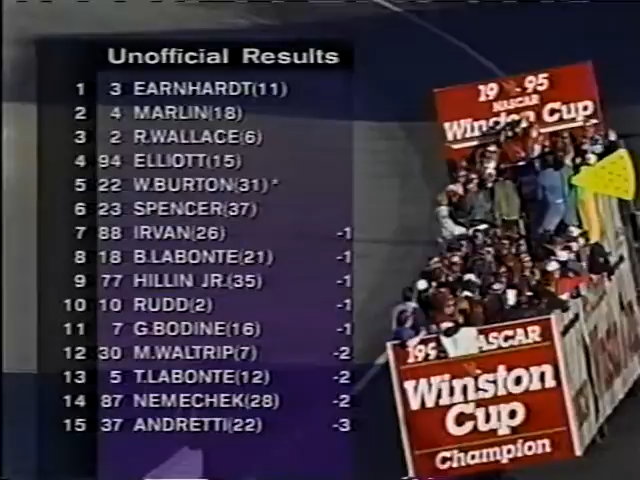 Unofficial Results
1 3 EARNHARDT(11)
2 4 MARLIN(18)
3 2 R.WALLACE(6)
4 94 ELLIOTT(15)
5 22 W.BURTON(31)*
6 23 SPENCER(37)
7 88 IRVAN(26) -1
8 18 B.LABONTE(21) -1
9 77 HILLIN JR.(35) -1
10 10 RUDD(2) -1
11 7 G.BODINE(16) -1
12 30 M.WALTRIP(7) -2
13 5 T.LABONTE(12) -2
14 87 NEMECHEK(28) -2
15 37 ANDRETTI(22) -3
19 95
NASCAR
Winston Cup
199 NASCAR
Winston
Cup
Champion